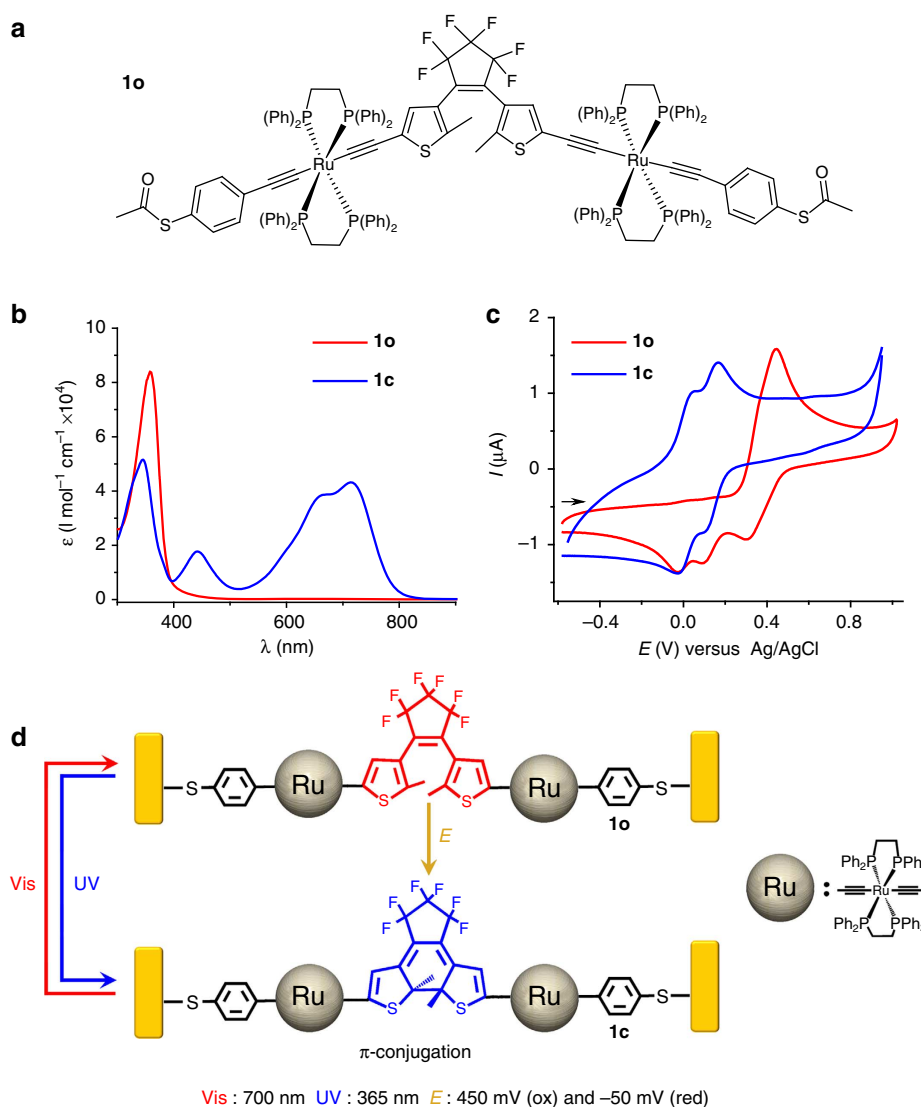 a
1o
F F F F F F
(Ph)₂P P(Ph)₂ (Ph)₂P P(Ph)₂
S S
Ru Ru
O O
S S
(Ph)₂P P(Ph)₂ (Ph)₂P P(Ph)₂
b
1o
1c
10
8
6
4
2
0
ε (l mol⁻¹ cm⁻¹ ×10⁴)
400 600 800
λ (nm)
c
1o
1c
2
1
0
−1
I (μA)
−0.4 0.0 0.4 0.8
E (V) versus Ag/AgCl
d
F F F F F F
S Ru S S Ru S
1o
E
Vis UV
F F F F F F
S Ru S S Ru S
1c
π-conjugation
Ru :
Ph₂P PPh
Ru
Ph₂P PPh₂
Vis : 700 nm UV : 365 nm E : 450 mV (ox) and −50 mV (red)